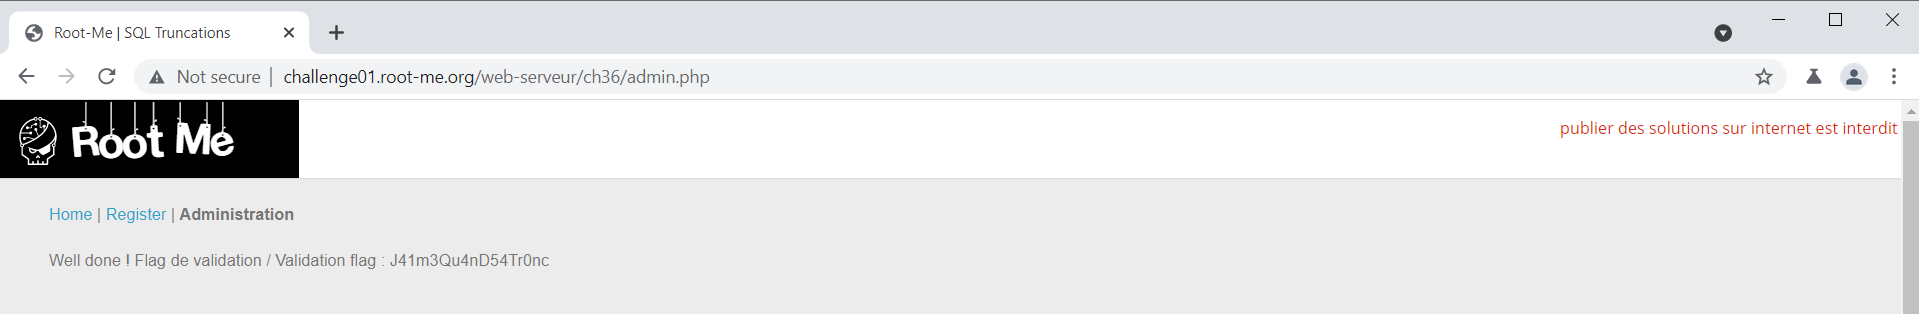 Root-Me | SQL Truncations
Not secure | challenge01.root-me.org/web-serveur/ch36/admin.php
Root Me
publier des solutions sur internet est interdit
Home | Register | Administration
Well done ! Flag de validation / Validation flag : J41m3Qu4nD54Tr0nc